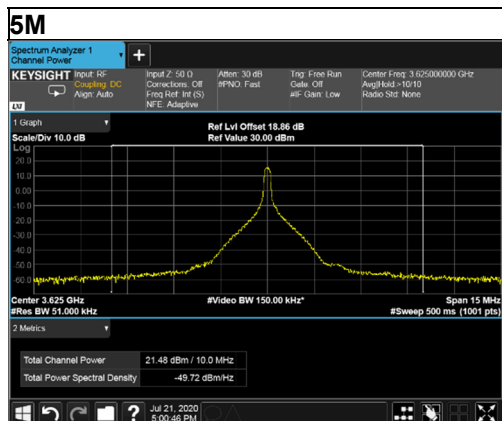 5M
Spectrum Analyzer 1
Channel Power
+
KEYSIGHT
Input: RF
Coupling: DC
Align: Auto
LXI
Input Z: 50 Ω
Corrections: Off
Freq Ref: Int (S)
NFE: Adaptive
Atten: 30 dB
#PNO: Fast
Trig: Free Run
Gate: Off
#IF Gain: Low
Center Freq: 3.625000000 GHz
Avg|Hold:>10/10
Radio Std: None
1 Graph
Scale/Div 10.0 dB
Ref Lvl Offset 18.86 dB
Ref Value 30.00 dBm
Log
20.0
10.0
0.00
-10.0
-20.0
-30.0
-40.0
-50.0
-60.0
Center 3.625 GHz
#Video BW 150.00 kHz*
Span 15 MHz
#Res BW 51.000 kHz
#Sweep 500 ms (1001 pts)
2 Metrics
Total Channel Power 21.48 dBm / 10.0 MHz
Total Power Spectral Density -49.72 dBm/Hz
?
Jul 21, 2020
5:00:46 PM